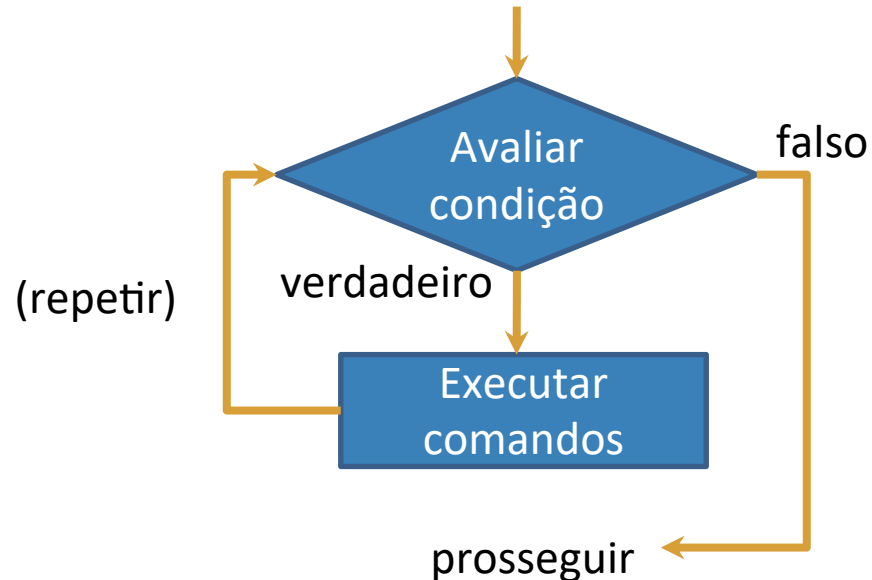 Avaliar
condição
falso
verdadeiro
(repetir)
Executar
comandos
prosseguir